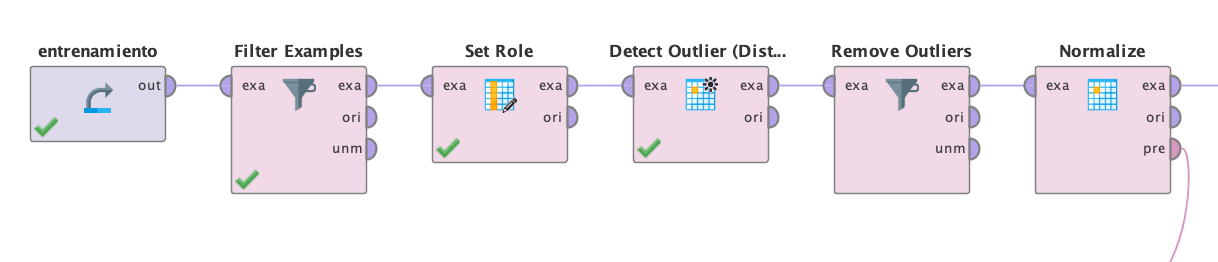 entrenamiento Filter Examples Set Role Detect Outlier (Dist... Remove Outliers Normalize
out exa exa exa exa exa exa exa exa exa exa
ori ori ori ori ori
unm unm pre